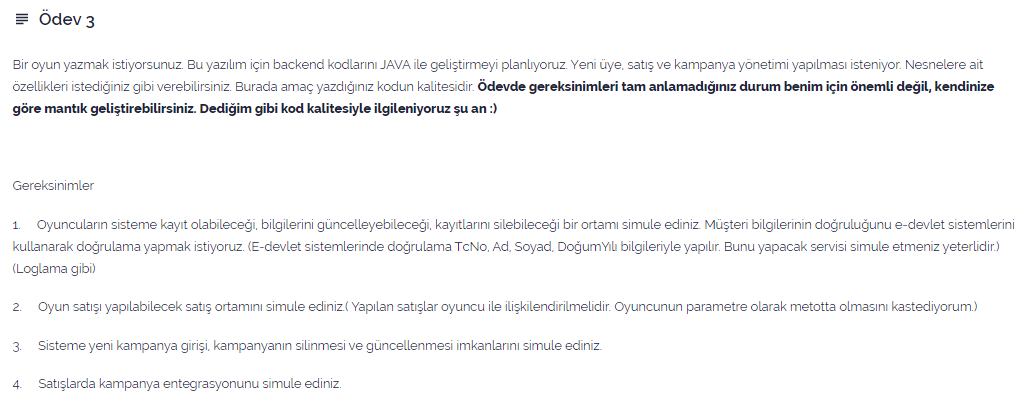 Ödev 3
Bir oyun yazmak istiyorsunuz. Bu yazılım için backend kodlarını JAVA ile geliştirmeyi planlıyoruz. Yeni üye, satış ve kampanya yönetimi yapılması isteniyor. Nesnelere ait
özellikleri istediğiniz gibi verebilirsiniz. Burada amaç yazdığınız kodun kalitesidir. Ödevde gereksinimleri tam anlamadığınız durum benim için önemli değil, kendinize
göre mantık geliştirebilirsiniz. Dediğim gibi kod kalitesiyle ilgileniyoruz şu an :)
Gereksinimler
1. Oyuncuların sisteme kayıt olabileceği, bilgilerini güncelleyebileceği, kayıtlarını silebileceği bir ortamı simule ediniz. Müşteri bilgilerinin doğruluğunu e-devlet sistemlerini
kullanarak doğrulama yapmak istiyoruz. (E-devlet sistemlerinde doğrulama TcNo, Ad, Soyad, DoğumYılı bilgileriyle yapılır. Bunu yapacak servisi simule etmeniz yeterlidir.)
(Loglama gibi)
2. Oyun satışı yapılabilecek satış ortamını simule ediniz.( Yapılan satışlar oyuncu ile ilişkilendirilmelidir. Oyuncunun parametre olarak metotta olmasını kastediyorum.)
3. Sisteme yeni kampanya girişi, kampanyanın silinmesi ve güncellenmesi imkanlarını simule ediniz.
4. Satışlarda kampanya entegrasyonunu simule ediniz.